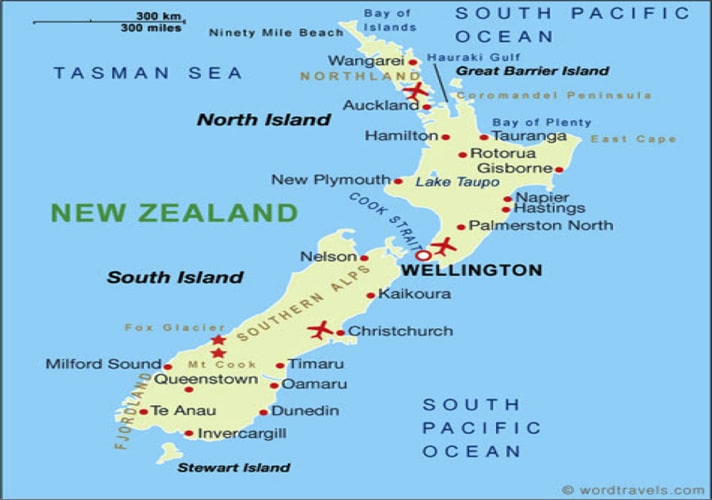 300 km
300 miles
Bay of
Islands
SOUTH PACIFIC
OCEAN
Ninety Mile Beach
Wangarei
Hauraki Gulf
TASMAN SEA
NORTHLAND
Great Barrier Island
Coromandel Peninsula
Auckland
North Island
Bay of Plenty
Hamilton
Tauranga
East Cape
Rotorua
Gisborne
New Plymouth
Lake Taupo
COOK STRAIT
Napier
Hastings
NEW ZEALAND
Palmerston North
Nelson
WELLINGTON
South Island
SOUTHERN ALPS
Kaikoura
Fox Glacier
Christchurch
Milford Sound
Mt Cook
Timaru
Queenstown
Oamaru
FJORDLAND
Te Anau
Dunedin
SOUTH
PACIFIC
OCEAN
Invercargill
Stewart Island
© wordtravels.com